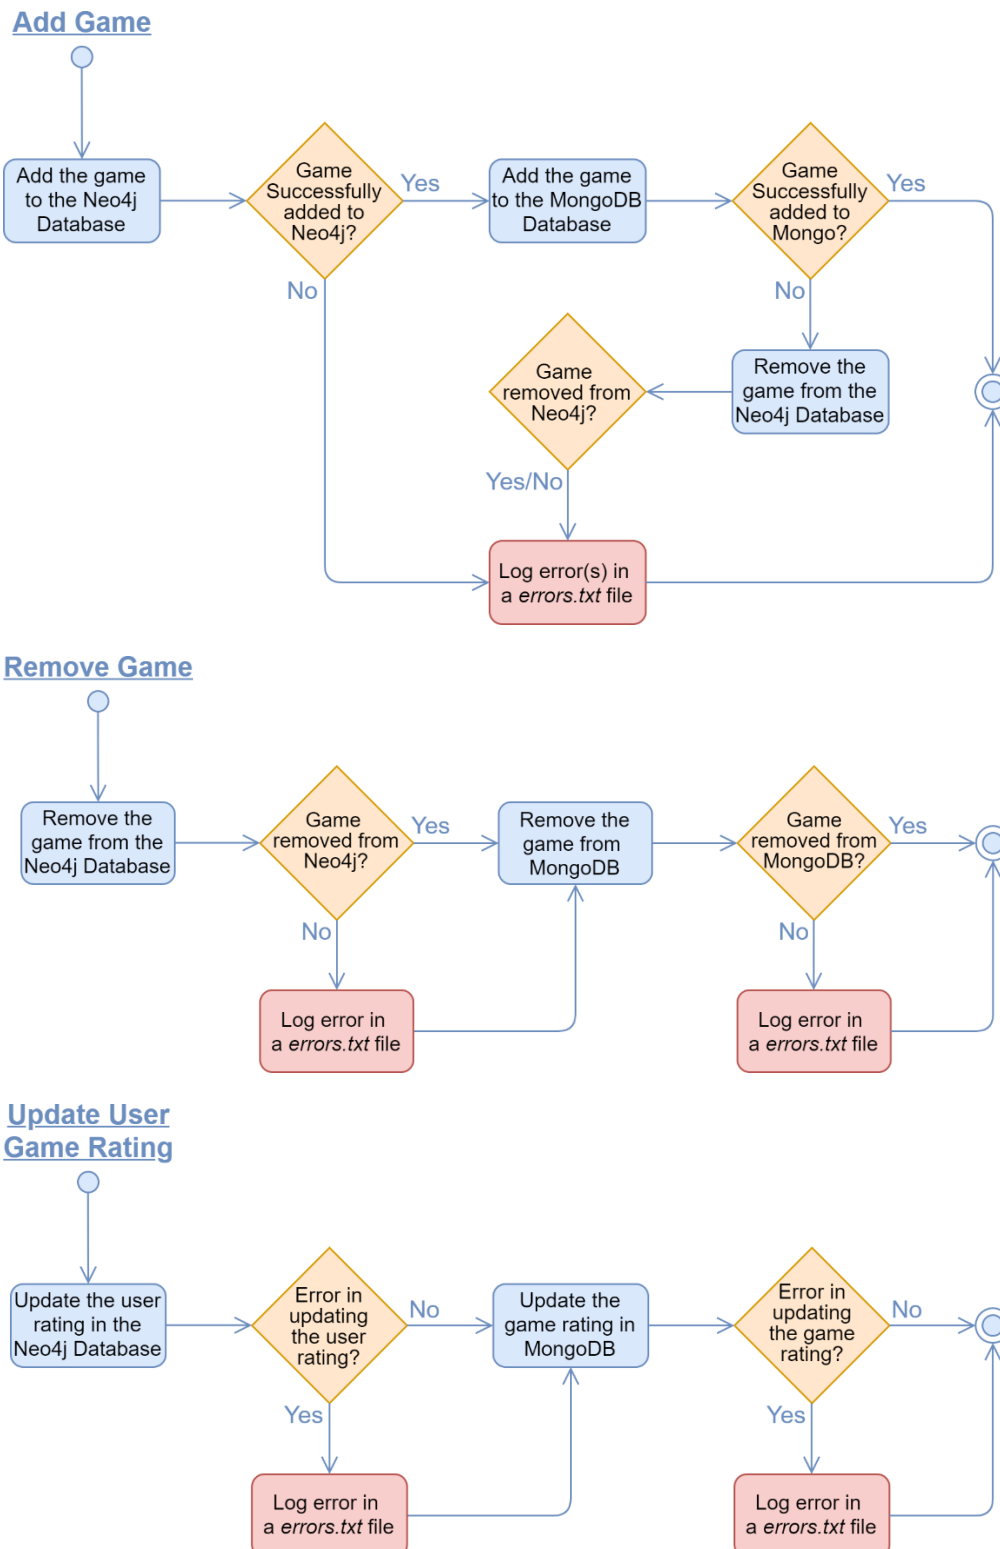 Add Game
Add the game
to the Neo4j
Database
Game
Successfully
added to
Neo4j?
Yes
Add the game
to the MongoDB
Database
Game
Successfully
added to
Mongo?
Yes
No
No
Game
removed from
Neo4j?
Remove the
game from the
Neo4j Database
Yes/No
Log error(s) in
a errors.txt file
Remove Game
Remove the
game from the
Neo4j Database
Game
removed from
Neo4j?
Yes
Remove the
game from
MongoDB
Game
removed from
MongoDB?
Yes
No
No
Log error in
a errors.txt file
Log error in
a errors.txt file
Update User
Game Rating
Update the user
rating in the
Neo4j Database
Error in
updating
the user
rating?
No
Update the
game rating in
MongoDB
Error in
updating
the game
rating?
No
Yes
Yes
Log error in
a errors.txt file
Log error in
a errors.txt file